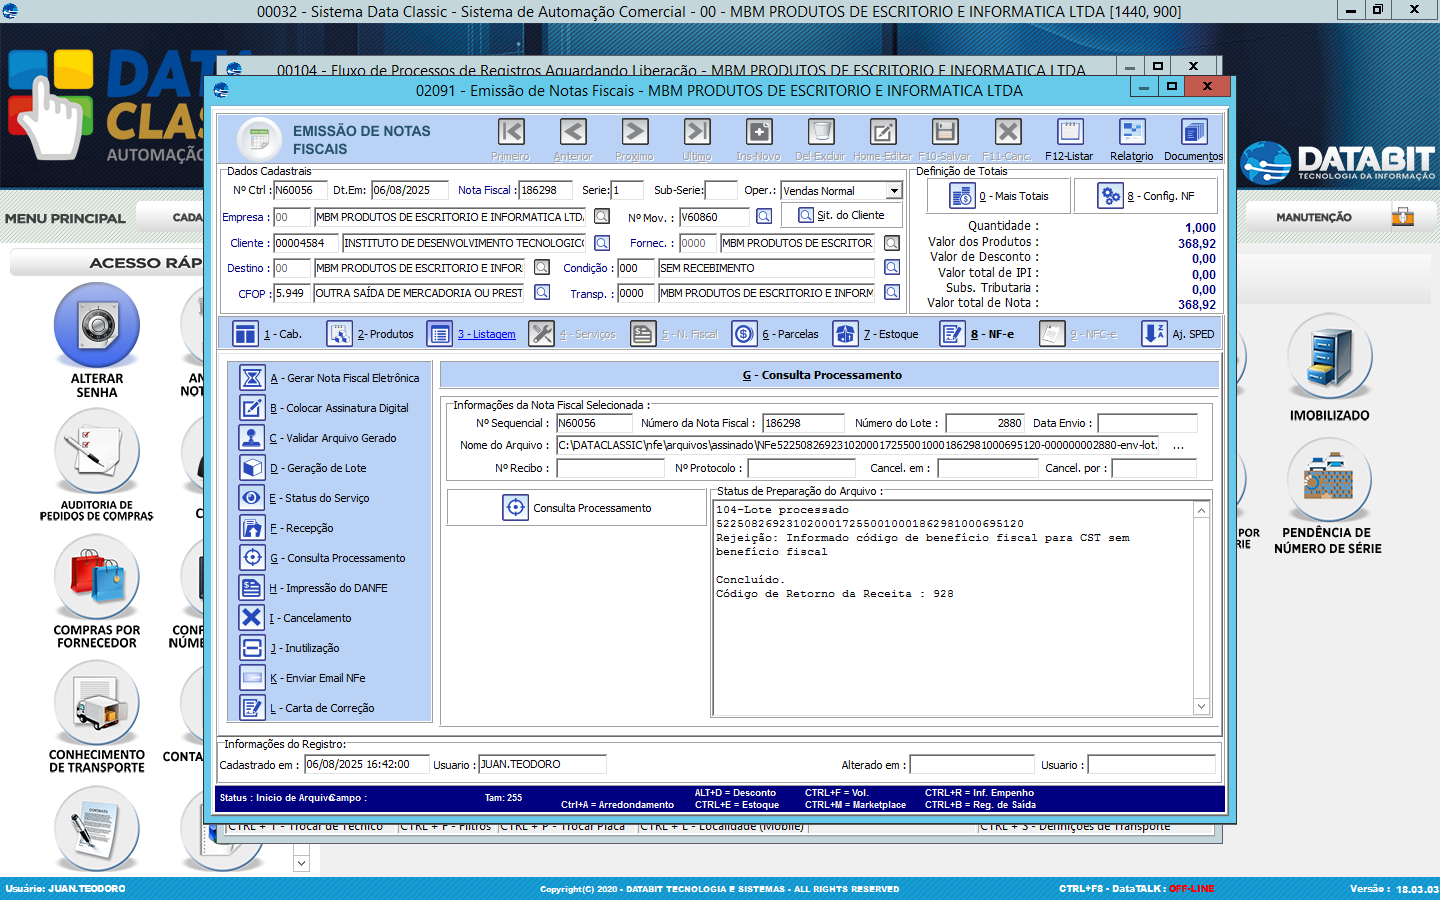 00032 - Sistema Data Classic - Sistema de Automação Comercial - 00 - MBM PRODUTOS DE ESCRITORIO E INFORMATICA LTDA [1440, 900]
00104 - Fluxo de Processos de Registros Aguardando Liberação - MBM PRODUTOS DE ESCRITORIO E INFORMATICA LTDA
02091 - Emissão de Notas Fiscais - MBM PRODUTOS DE ESCRITORIO E INFORMATICA LTDA
DATABIT
TECNOLOGIA DA INFORMAÇÃO
MENU PRINCIPAL
MANUTENÇÃO
EMISSÃO DE NOTAS
FISCAIS
Primeiro Anterior Proximo Ultimo Ins-Novo Del-Excluir Home-Editar F10-Salvar F11-Canc. F12-Listar Relatorio Documentos
Dados Cadastrais
Nº Ctrl : N60056 Dt.Em: 06/08/2025 Nota Fiscal : 186298 Serie: 1 Sub-Serie: Oper.: Vendas Normal
Empresa : 00 MBM PRODUTOS DE ESCRITORIO E INFORMATICA LTD. Nº Mov.: V60860 Sit. do Cliente
Cliente : 00004584 INSTITUTO DE DESENVOLVIMENTO TECNOLOGICO Fornec.: 0000 MBM PRODUTOS DE ESCRITOR
Destino : 00 MBM PRODUTOS DE ESCRITORIO E INFOR Condição : 000 SEM RECEBIMENTO
CFOP: 5.949 OUTRA SAÍDA DE MERCADORIA OU PREST Transp. : 0000 MBM PRODUTOS DE ESCRITORIO E INFORM
Definição de Totais
0 - Mais Totais 8 - Config. NF
Quantidade : 1,000
Valor dos Produtos : 368,92
Valor de Desconto : 0,00
Valor total de IPI : 0,00
Subs. Tributaria : 0,00
Valor total de Nota : 368,92
1 - Cab. 2- Produtos 3 - Listagem 4 - Serviços 5 - N. Fiscal 6 - Parcelas 7 - Estoque 8 - NF-e 9 - NFC-e Aj. SPED
A - Gerar Nota Fiscal Eletrônica
B - Colocar Assinatura Digital
C - Validar Arquivo Gerado
D - Geração de Lote
E - Status do Serviço
F - Recepção
G - Consulta Processamento
H - Impressão do DANFE
I - Cancelamento
J - Inutilização
K - Enviar Email NFe
L - Carta de Correção
G - Consulta Processamento
Informações da Nota Fiscal Selecionada :
Nº Sequencial : N60056 Número da Nota Fiscal : 186298 Número do Lote : 2880 Data Envio :
Nome do Arquivo : C:\DATACLASSIC\nfe\arquivos\assinado\NFe52250826923102000172550010001862981000695120-000000002880-env-lot. ...
Nº Recibo : Nº Protocolo : Cancel. em : Cancel. por :
Consulta Processamento
Status de Preparação do Arquivo :
104-Lote processado
52250826923102000172550010001862981000695120
Rejeição: Informado código de benefício fiscal para CST sem
benefício fiscal
Concluído.
Código de Retorno da Receita : 928
Informações do Registro:
Cadastrado em : 06/08/2025 16:42:00 Usuario : JUAN.TEODORO Alterado em : Usuario :
Status : Inicio de Arquivo Campo : Tam: 255
Ctrl+A = Arredondamento
ALT+D = Desconto CTRL+F = Vol. CTRL+R = Inf. Empenho
CTRL+E = Estoque CTRL+M = Marketplace CTRL+B = Reg. de Saída
CTRL + T - Trocar de Tecnico CTRL + F - Filtros CTRL + P - Trocar Placa CTRL + L - Localidade (Mobile) CTRL + S - Definições de Transporte
ACESSO RÁP
ALTERAR
SENHA
AUDITORIA DE
PEDIDOS DE COMPRAS
COMPRAS POR
FORNECEDOR
CONHECIMENTO
DE TRANSPORTE
IMOBILIZADO
PENDÊNCIA DE
NÚMERO DE SÉRIE
Usuário: JUAN.TEODORO
Copyright(C) 2020 - DATABIT TECNOLOGIA E SISTEMAS - ALL RIGHTS RESERVED
CTRL+F8 - DataTALK : OFF-LINE
Versão : 18.03.03